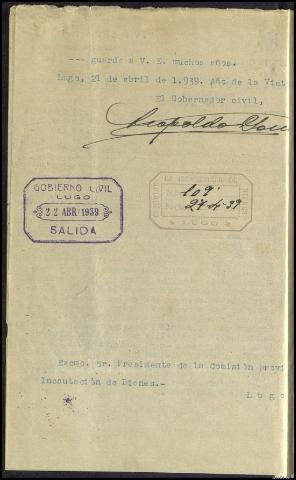 --- guarde a V. E. muchos años.
Lugo, 21 de abril de 1.939. Año de la
El Gobernador civil,
Leopoldo
GOBIERNO CIVIL
LUGO
22 ABR 1939
SALIDA
109
27-4-39
LUGO
Excmo. Sr. Presidente de la Comisión provi
Incautación de Bienes.-
Lugo